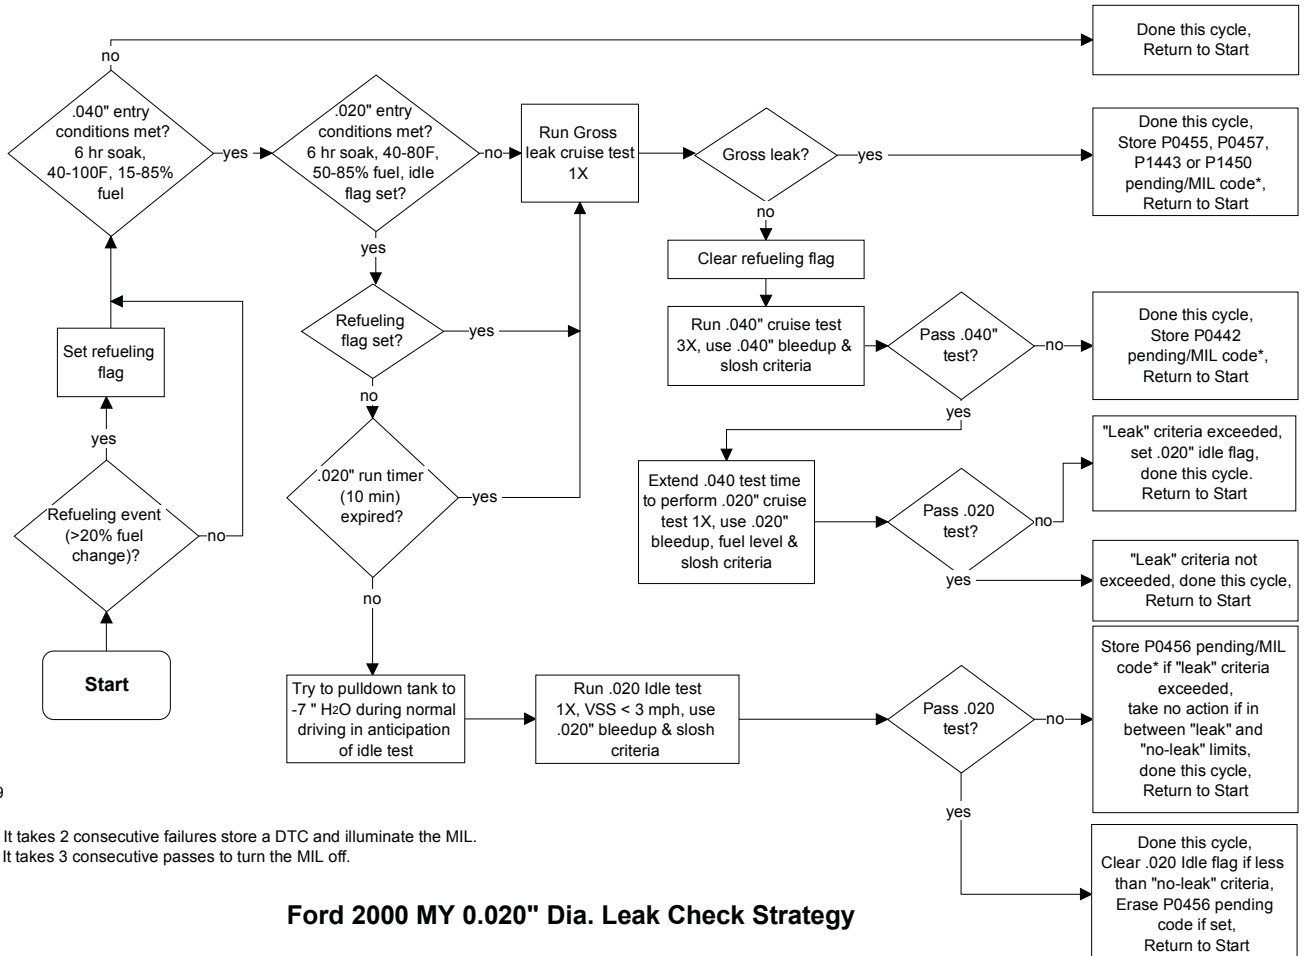 no
Done this cycle,
Return to Start
.040" entry
conditions met?
6 hr soak,
40-100F, 15-85%
fuel
yes
.020" entry
conditions met?
6 hr soak, 40-80F,
50-85% fuel, idle
flag set?
no
Run Gross
leak cruise test
1X
Gross leak?
yes
Done this cycle,
Store P0455, P0457,
P1443 or P1450
pending/MIL code*,
Return to Start
yes
no
Clear refueling flag
Set refueling
flag
Refueling
flag set?
yes
Run .040" cruise test
3X, use .040" bleedup &
slosh criteria
Pass .040"
test?
no
Done this cycle,
Store P0442
pending/MIL code*,
Return to Start
no
yes
yes
.020" run timer
(10 min)
expired?
yes
Extend .040 test time
to perform .020" cruise
test 1X, use .020"
bleedup, fuel level &
slosh criteria
Pass .020
test?
no
"Leak" criteria exceeded,
set .020" idle flag,
done this cycle.
Return to Start
Refueling event
(>20% fuel
change)?
no
yes
"Leak" criteria not
exceeded, done this cycle,
Return to Start
no
Start
Try to pulldown tank to
-7 " H2O during normal
driving in anticipation
of idle test
Run .020 Idle test
1X, VSS < 3 mph, use
.020" bleedup & slosh
criteria
Pass .020
test?
no
Store P0456 pending/MIL
code* if "leak" criteria
exceeded,
take no action if in
between "leak" and
"no-leak" limits,
done this cycle,
Return to Start
yes
9
It takes 2 consecutive failures store a DTC and illuminate the MIL.
It takes 3 consecutive passes to turn the MIL off.
Done this cycle,
Clear .020 Idle flag if less
than "no-leak" criteria,
Erase P0456 pending
code if set,
Return to Start
Ford 2000 MY 0.020" Dia. Leak Check Strategy